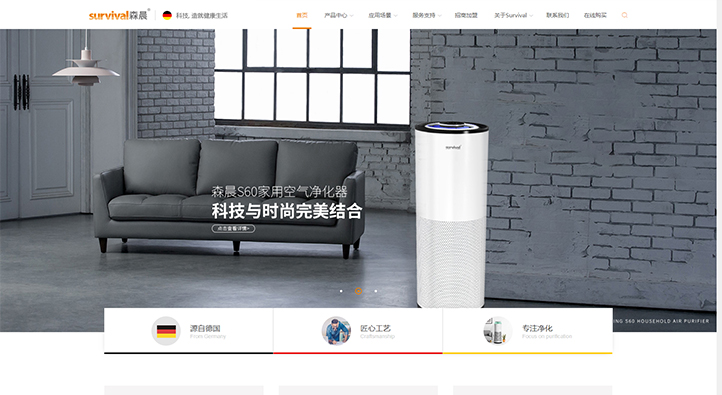 survival森晨®
科技, 造就健康生活
首页 产品中心 应用场景 服务支持 招商加盟 关于Survival 联系我们 在线购买
survival
森晨S60家用空气净化器
科技与时尚完美结合
点击查看详情>
ING S60 HOUSEHOLD AIR PURIFIER
源自德国
From Germany
匠心工艺
Craftsmanship
专注净化
Focus on purification